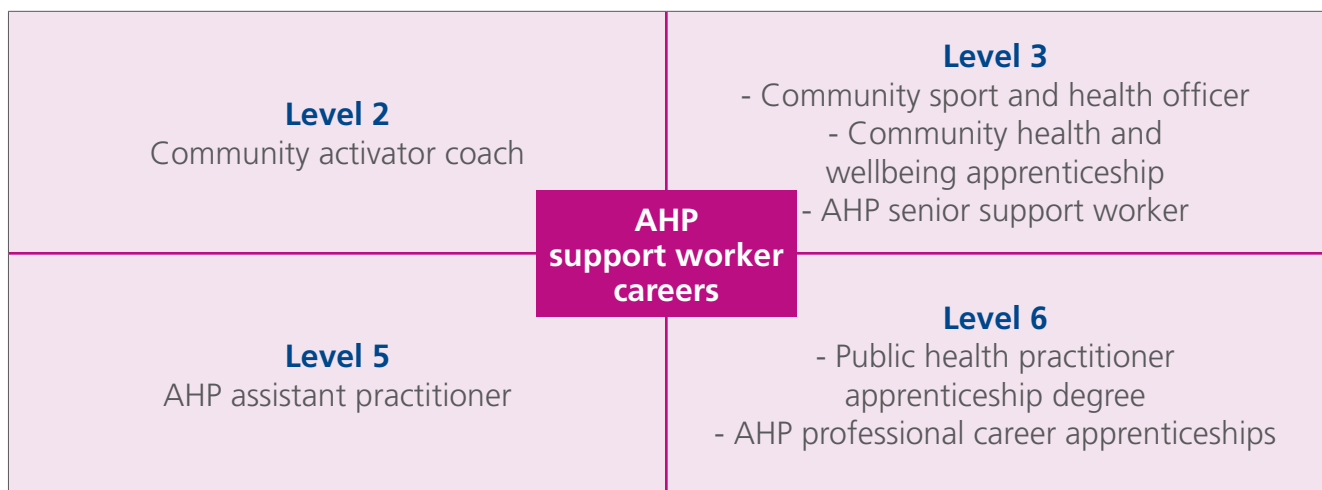 Level 2
Community activator coach
Level 3
- Community sport and health officer
- Community health and
wellbeing apprenticeship
- AHP senior support worker
AHP
support worker
careers
Level 5
AHP assistant practitioner
Level 6
- Public health practitioner
apprenticeship degree
- AHP professional career apprenticeships